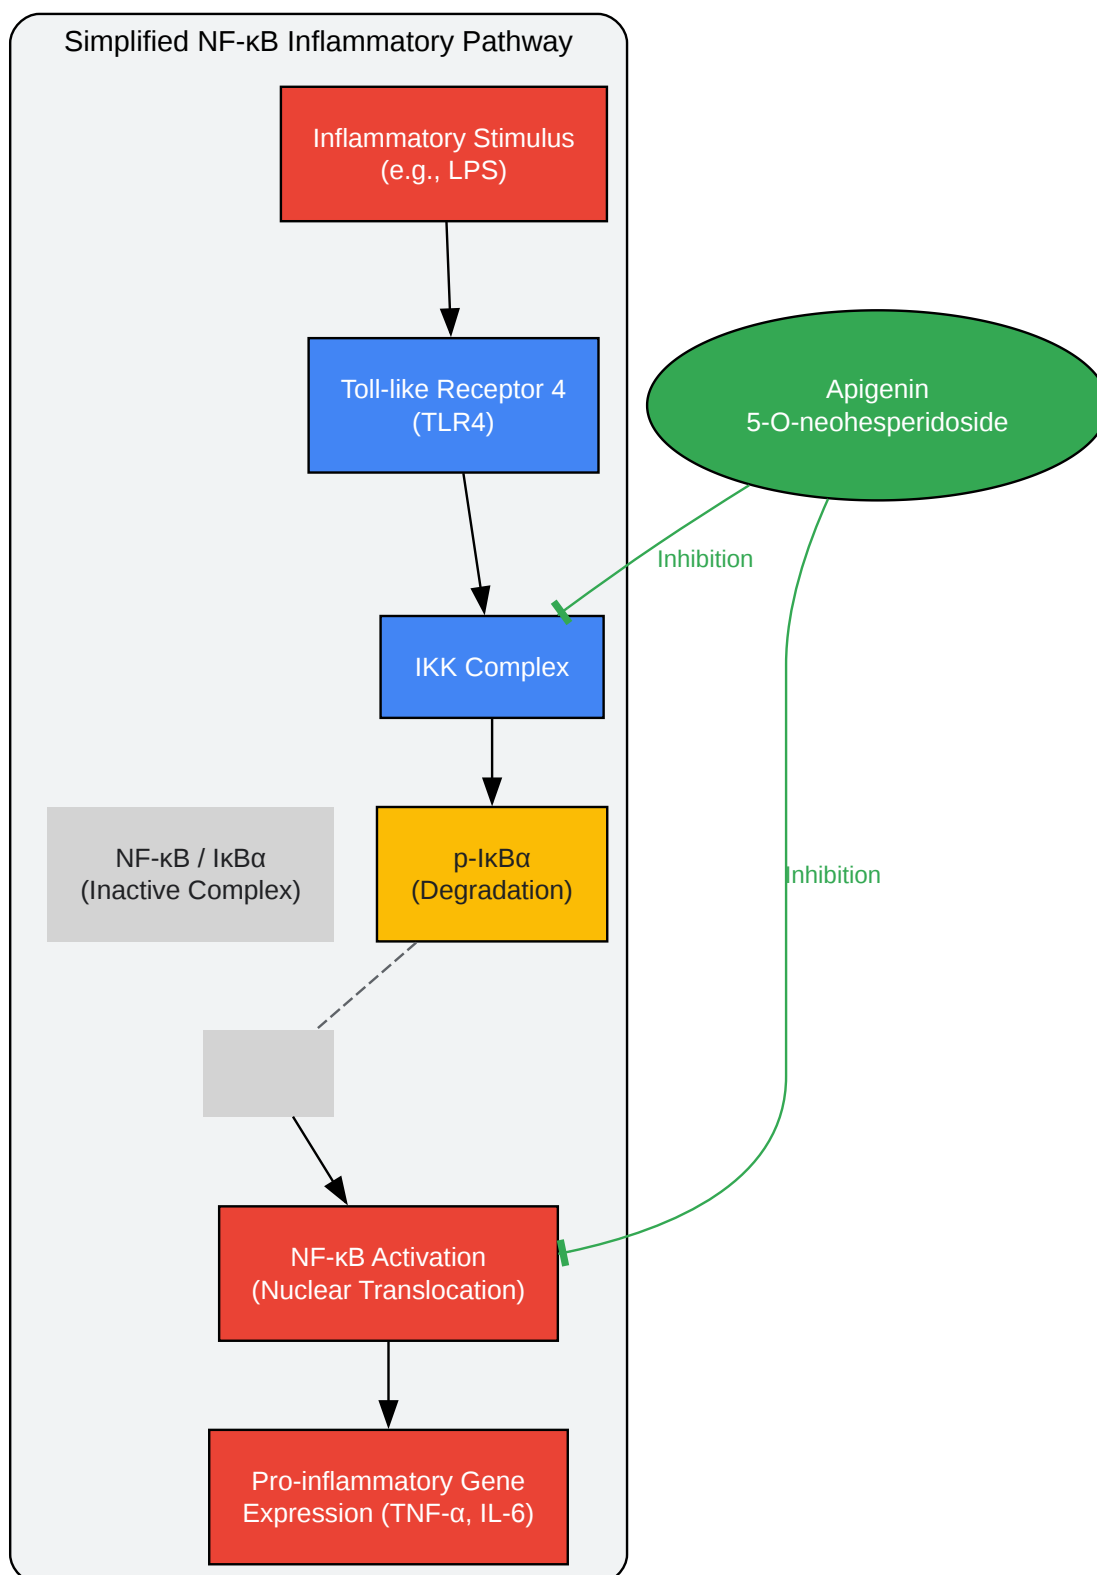 Simplified NF-κB Inflammatory Pathway
Inflammatory Stimulus
(e.g., LPS)
Toll-like Receptor 4
(TLR4)
Apigenin
5-O-neohesperidoside
Inhibition
IKK Complex
NF-κB / IκBα
(Inactive Complex)
p-IκBα
(Degradation)
Inhibition
NF-κB Activation
(Nuclear Translocation)
Pro-inflammatory Gene
Expression (TNF-α, IL-6)